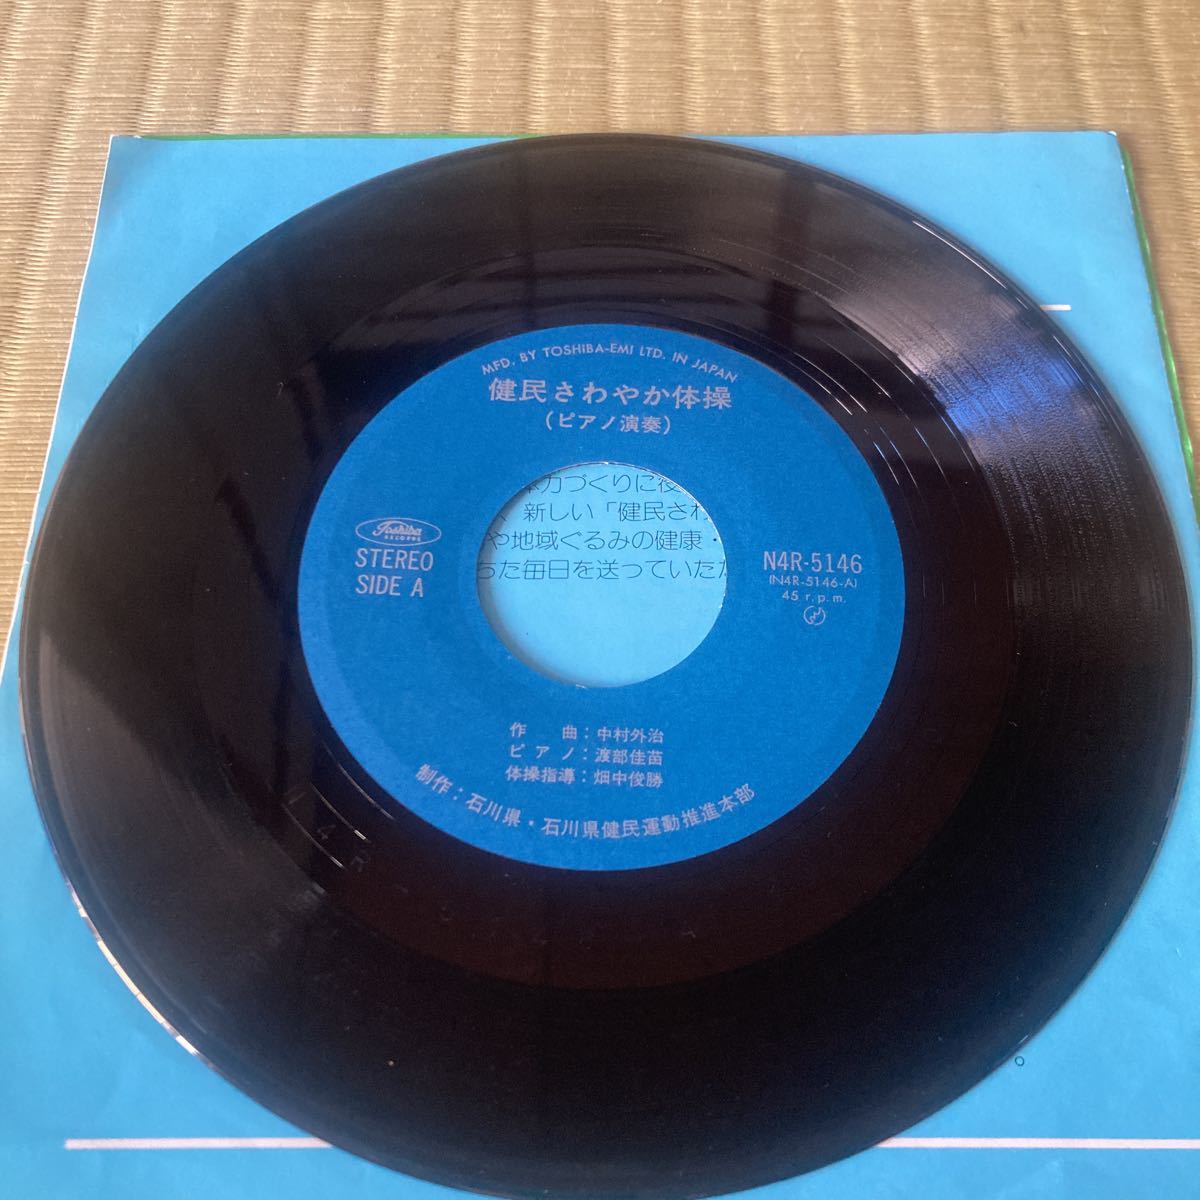 MFD. BY TOSHIBA-EMI LTD. IN JAPAN
健民さわやか体操
(ピアノ演奏)
力づくりに
新しい「健民さわ
や地域ぐるみの健康・
た毎日を送っていた
Toshiba
RECORDS
STEREO
SIDE A
N4R-5146
(N4R-5146-A)
45 r.p.m.
作曲:中村外治
ピアノ:渡部佳苗
体操指導:畑中俊勝
制作:石川県・石川県健民運動推進本部